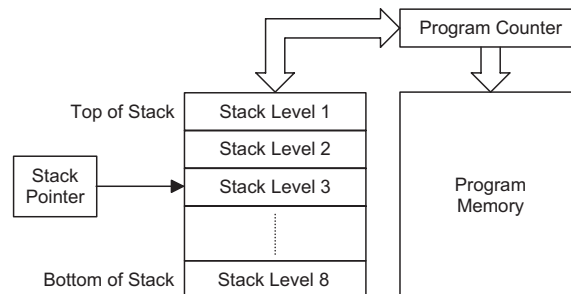 Program Counter
Top of Stack
Stack Level 1
Stack Level 2
Stack
Pointer
Stack Level 3
Program
Memory
Bottom of Stack
Stack Level 8